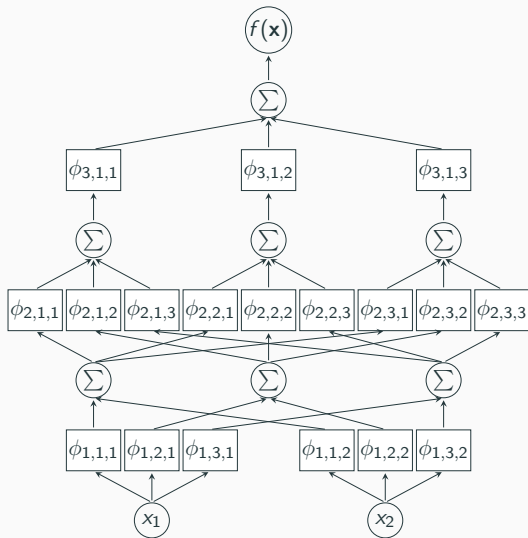 f(x)
∑
ϕ3,1,1 ϕ3,1,2 ϕ3,1,3
∑ ∑ ∑
ϕ2,1,1 ϕ2,1,2 ϕ2,1,3 ϕ2,2,1 ϕ2,2,2 ϕ2,2,3 ϕ2,3,1 ϕ2,3,2 ϕ2,3,3
∑ ∑ ∑
ϕ1,1,1 ϕ1,2,1 ϕ1,3,1 ϕ1,1,2 ϕ1,2,2 ϕ1,3,2
x1 x2